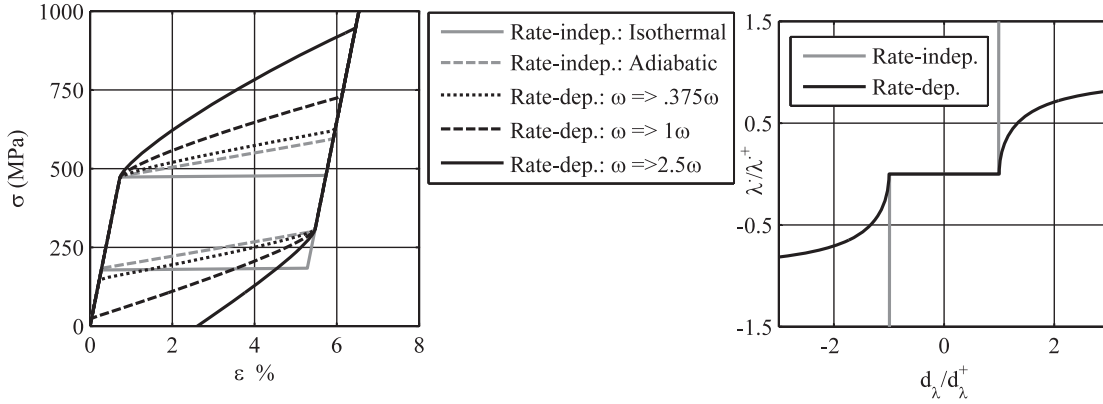 1000
750
500
250
0
0
2
4
6
8
σ (MPa)
ε %
Rate-indep.: Isothermal
Rate-indep.: Adiabatic
Rate-dep.: ω => .375ω
Rate-dep.: ω => 1ω
Rate-dep.: ω =>2.5ω
1.5
0.5
-0.5
-1.5
-2
0
2
λ̇/λ̇⁺
d_λ/d_λ⁺
Rate-indep.
Rate-dep.